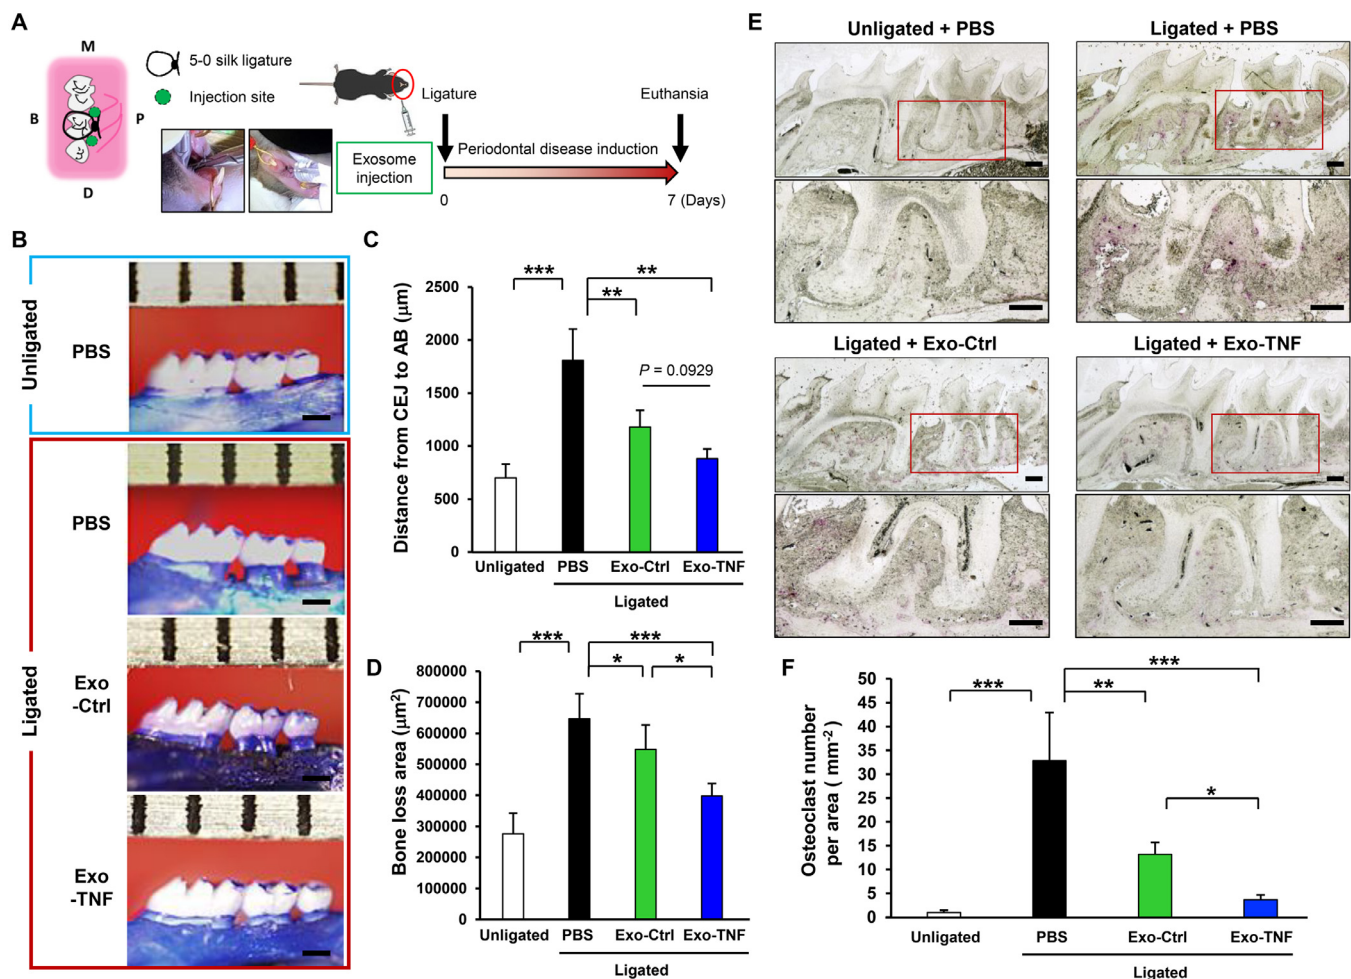 A
M
B
P
D
5-0 silk ligature
Injection site
Exosome
injection
Ligature
Euthansia
Periodontal disease induction
0
7 (Days)
B
Unligated
PBS
Ligated
PBS
Exo
-Ctrl
Exo
-TNF
C
Distance from CEJ to AB (μm)
2500
2000
1500
1000
500
0
***
**
**
P = 0.0929
Unligated
PBS
Exo-Ctrl
Exo-TNF
Ligated
D
Bone loss area (μm²)
800000
700000
600000
500000
400000
300000
200000
100000
0
***
***
*
*
Unligated
PBS
Exo-Ctrl
Exo-TNF
Ligated
E
Unligated + PBS
Ligated + PBS
Ligated + Exo-Ctrl
Ligated + Exo-TNF
F
Osteoclast number
per area ( mm⁻²)
50
45
40
35
30
25
20
15
10
5
0
***
**
***
*
Unligated
PBS
Exo-Ctrl
Exo-TNF
Ligated